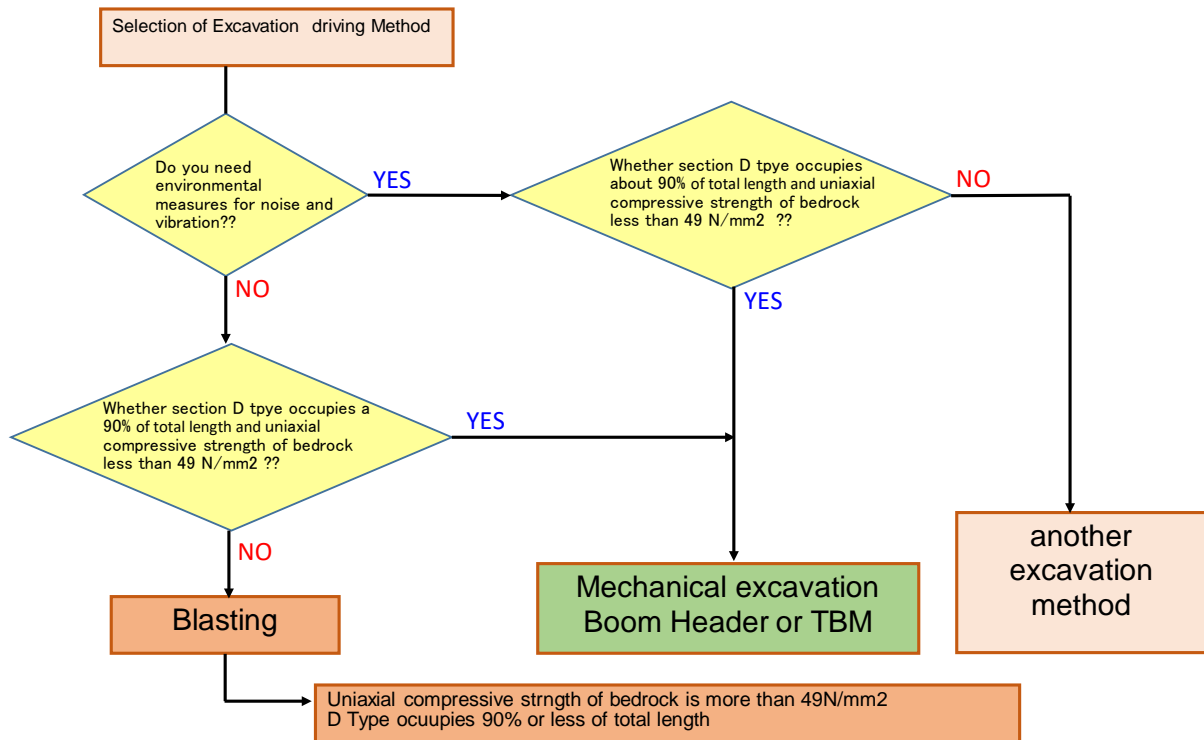 Selection of Excavation driving Method
Do you need
environmental
measures for noise and
vibration??
YES
Whether section D tpye occupies
about 90% of total length and uniaxial
compressive strength of bedrock
less than 49 N/mm2 ??
NO
NO
YES
Whether section D tpye occupies a
90% of total length and uniaxial
compressive strength of bedrock
less than 49 N/mm2 ??
YES
NO
another
excavation
method
Mechanical excavation
Boom Header or TBM
Blasting
Uniaxial compressive strngth of bedrock is more than 49N/mm2
D Type ocuupies 90% or less of total length